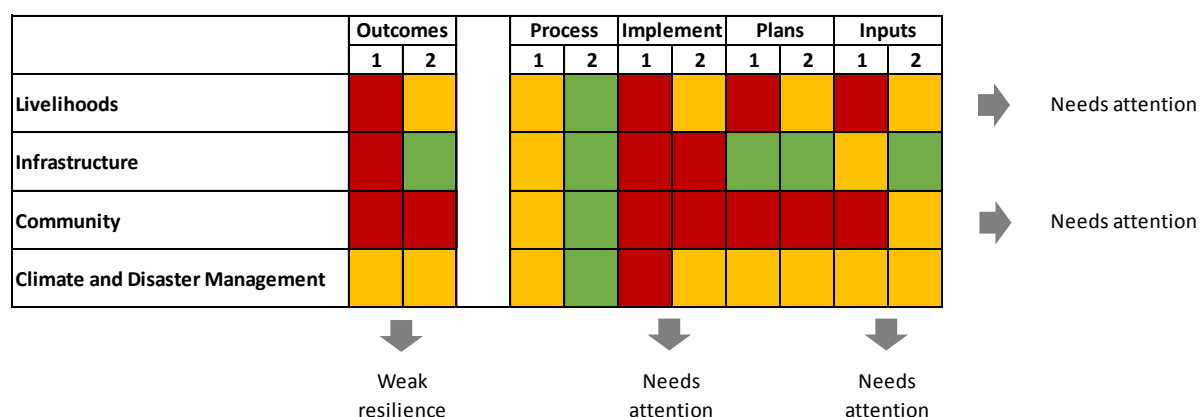 Outcomes Process Implement Plans Inputs
1 2 1 2 1 2 1 2 1 2
Livelihoods
Needs attention
Infrastructure
Community
Needs attention
Climate and Disaster Management
Weak
resilience
Needs
attention
Needs
attention